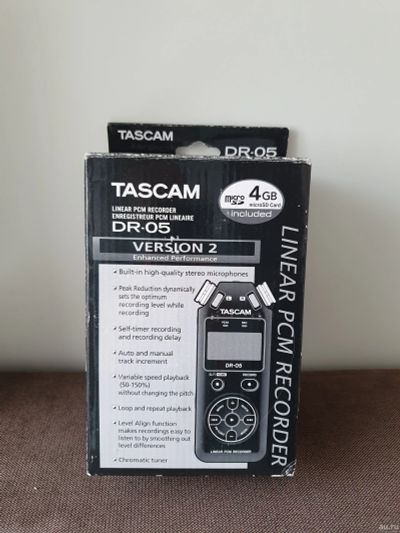 TASCAM
DR-05
TASCAM
LINEAR PCM RECORDER
ENREGISTREUR PCM LINEAIRE
DR-05
micro SD 4GB
microSD Card
included
VERSION 2
Enhanced Performance
Built-in high-quality stereo microphones
Peak Reduction dynamically
sets the optimum
recording level while
recording
Self-timer recording
and recording delay
Auto and manual
track increment
Variable speed playback
(50-150%)
without changing the pitch
Loop and repeat playback
Level Align function
makes recordings easy to
listen to by smoothing out
level differences
Chromatic tuner
LINEAR PCM RECORDER
TASCAM
DR-05
LINEAR PCM RECORDER
au.ru